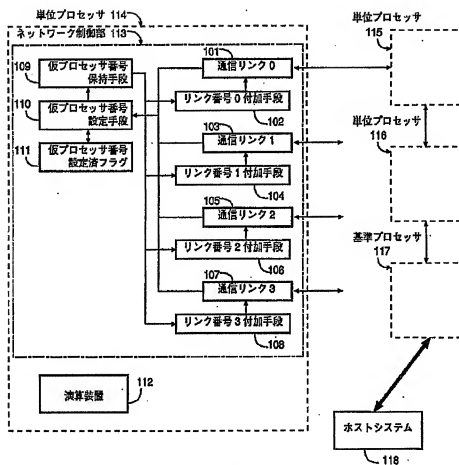 単位プロセッサ 114
ネットワーク制御部 113
109
仮プロセッサ番号
保持手段
110
仮プロセッサ番号
設定手段
111
仮プロセッサ番号
設定済フラグ
101
通信リンク0
リンク番号0付加手段
102
103
通信リンク1
リンク番号1付加手段
104
105
通信リンク2
リンク番号2付加手段
106
107
通信リンク3
リンク番号3付加手段
108
演算装置
112
単位プロセッサ
115
単位プロセッサ
116
基準プロセッサ
117
ホストシステム
118